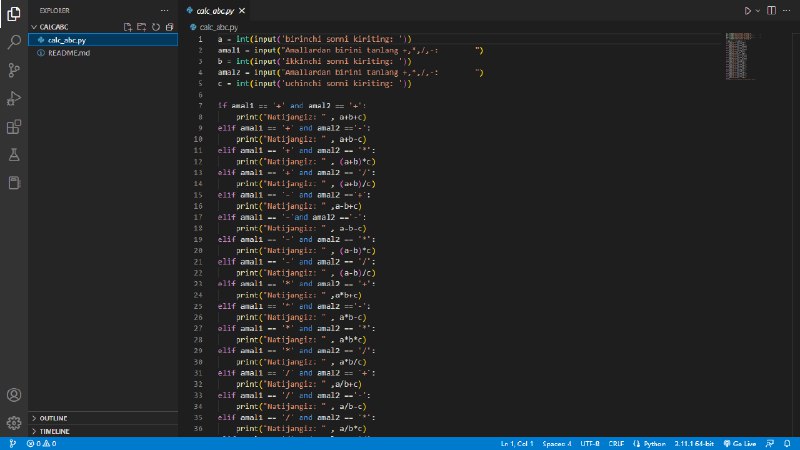 EXPLORER
CALCABC
calc_abc.py
README.md
OUTLINE
TIMELINE
calc_abc.py
calc_abc.py
1 a = int(input('birinchi sonni kiriting: '))
2 amal1 = input("Amallardan birini tanlang +,*,/,-: ")
3 b = int(input('ikkinchi sonni kiriting: '))
4 amal2 = input("Amallardan birini tanlang +,*,/,-: ")
5 c = int(input('uchinchi sonni kiriting: '))
6
7 if amal1 == '+' and amal2 == '+':
8 print("Natijangiz: " , a+b+c)
9 elif amal1 == '+' and amal2 =='-':
10 print("Natijangiz: " , a+b-c)
11 elif amal1 == '+' and amal2 == '*':
12 print("Natijangiz: " , (a+b)*c)
13 elif amal1 == '+' and amal2 == '/':
14 print("Natijangiz: " , (a+b)/c)
15 elif amal1 == '-' and amal2 =='+':
16 print("Natijangiz: " ,a-b+c)
17 elif amal1 == '-'and amal2 =='-':
18 print("Natijangiz: " , a-b-c)
19 elif amal1 == '-' and amal2 == '*':
20 print("Natijangiz: " , (a-b)*c)
21 elif amal1 == '-' and amal2 == '/':
22 print("Natijangiz: " , (a-b)/c)
23 elif amal1 == '*' and amal2 == '+':
24 print("Natijangiz: " ,a*b+c)
25 elif amal1 == '*' and amal2 =='-':
26 print("Natijangiz: " , a*b-c)
27 elif amal1 == '*' and amal2 == '*':
28 print("Natijangiz: " , a*b*c)
29 elif amal1 == '*' and amal2 =='/':
30 print("Natijangiz: " , a*b/c)
31 elif amal1 == '/' and amal2 == '+':
32 print("Natijangiz: " ,a/b+c)
33 elif amal1 == '/' and amal2 =='-':
34 print("Natijangiz: " , a/b-c)
35 elif amal1 == '/' and amal2 =='*':
36 print("Natijangiz: " , a/b*c)
0 0 Ln 1, Col 1 Spaces: 4 UTF-8 CRLF Python 3.11.1 64-bit Go Live